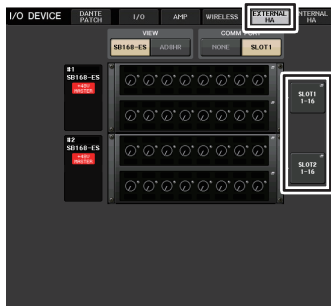 I/O DEVICE
DANTE PATCH
I/O
AMP
WIRELESS
EXTERNAL HA
INTERNAL HA
VIEW
COMM PORT
SB168-ES
AD8HR
NONE
SLOT1
#1
SB168-ES
+48V
MASTER
SLOT1
1-16
#2
SB168-ES
+48V
MASTER
SLOT2
1-16